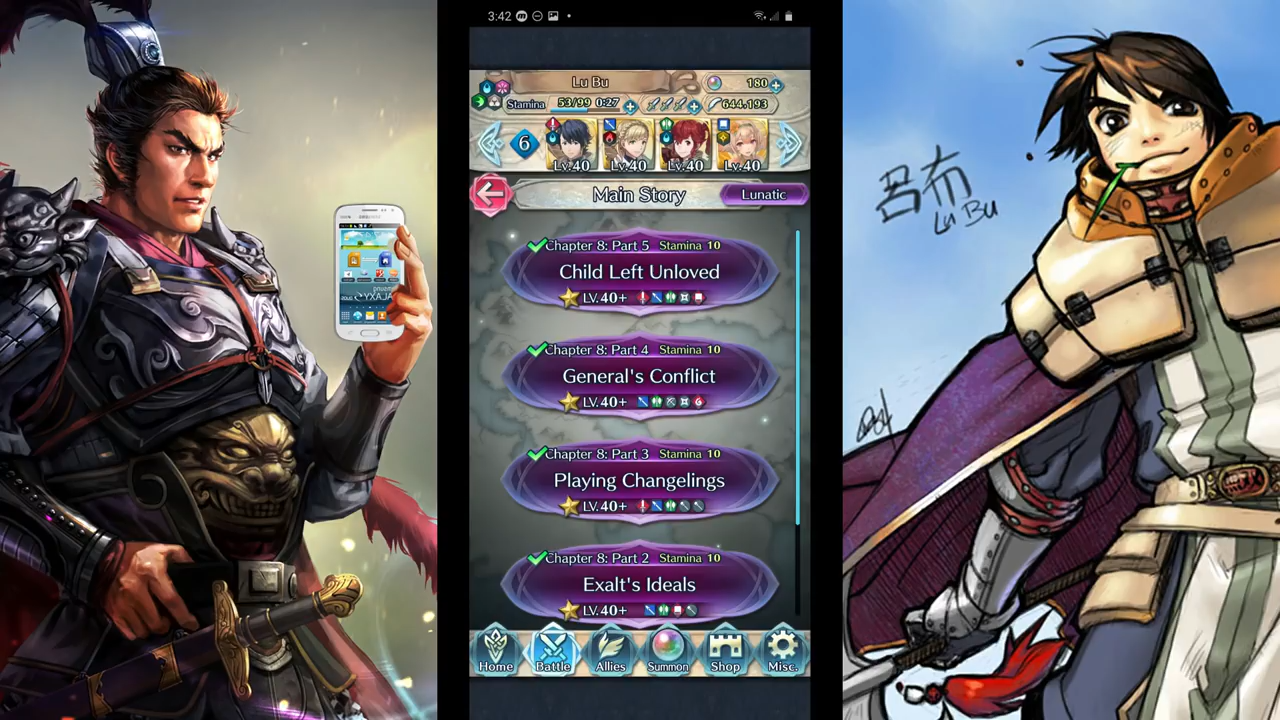 3:42
Lu Bu
180
Stamina 53/99 0:27
644,193
6
Lv.40 Lv.40 Lv.40 Lv.40
Main Story
Lunatic
Chapter 8: Part 5 Stamina 10
Child Left Unloved
LV.40+
Chapter 8: Part 4 Stamina 10
General's Conflict
LV.40+
Chapter 8: Part 3 Stamina 10
Playing Changelings
LV.40+
Chapter 8: Part 2 Stamina 10
Exalt's Ideals
LV.40+
Home Battle Allies Summon Shop Misc.
呂布
Lu Bu